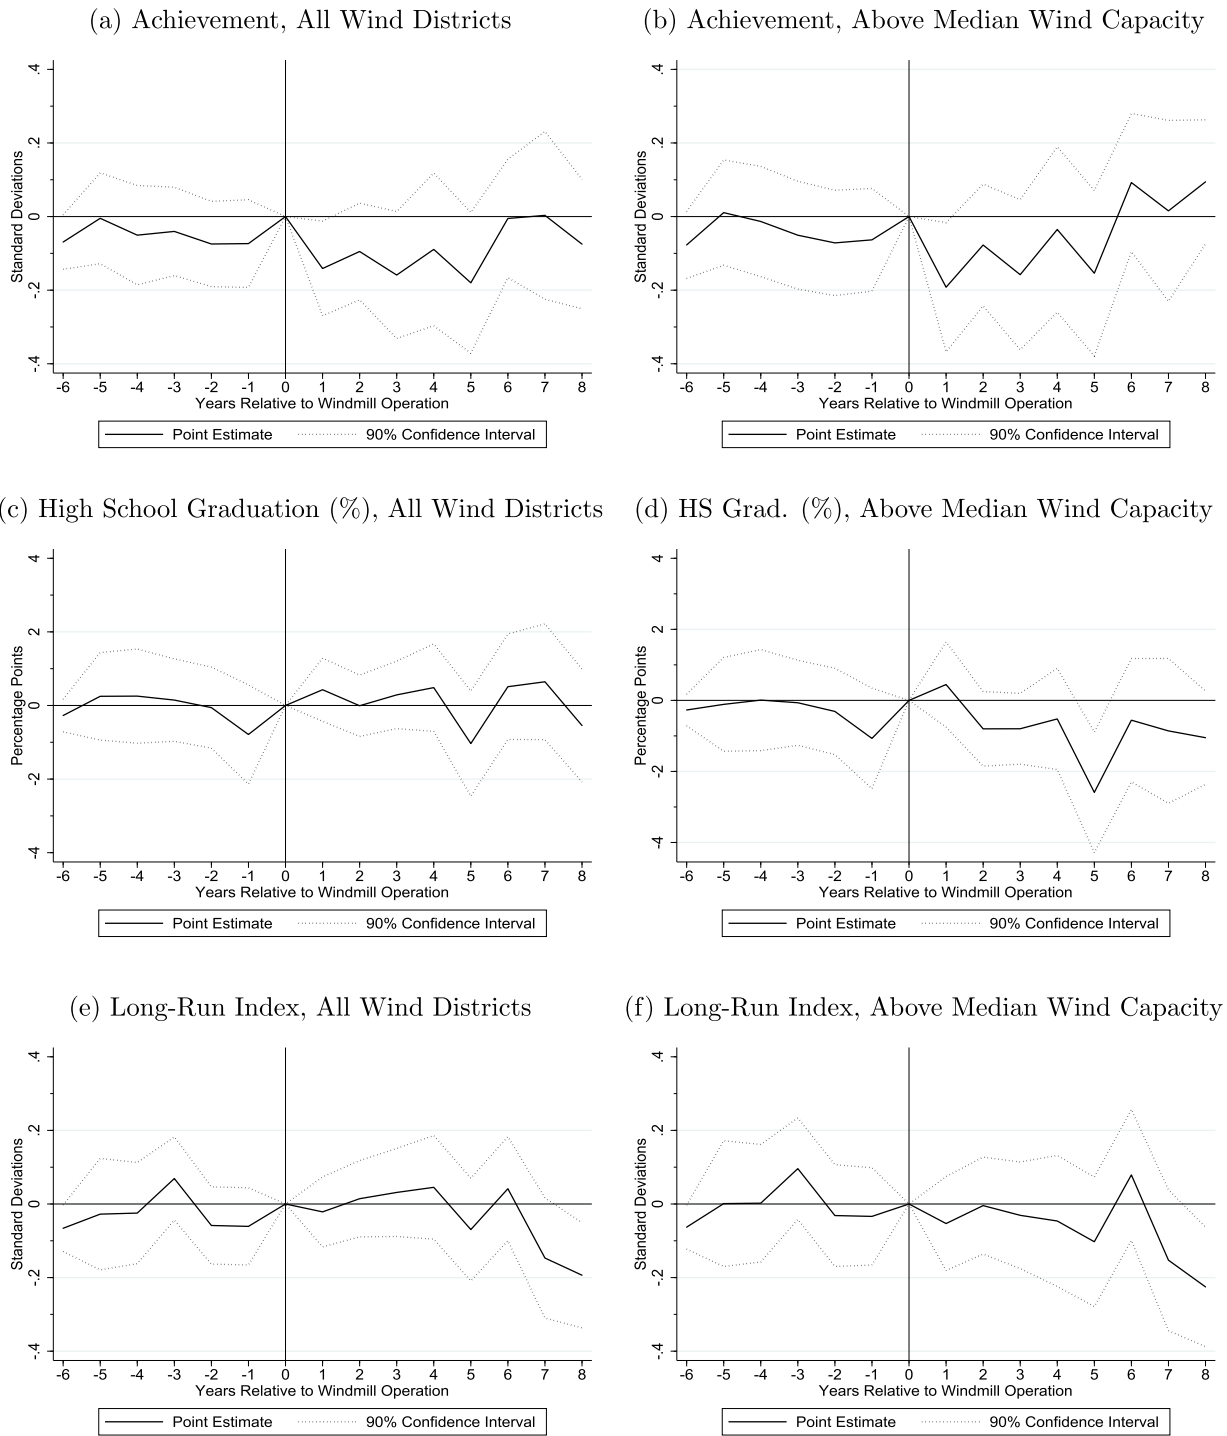 (a) Achievement, All Wind Districts
.4
.2
0
-.2
-.4
Standard Deviations
-6 -5 -4 -3 -2 -1 0 1 2 3 4 5 6 7 8
Years Relative to Windmill Operation
Point Estimate 90% Confidence Interval
(b) Achievement, Above Median Wind Capacity
.4
.2
0
-.2
-.4
Standard Deviations
-6 -5 -4 -3 -2 -1 0 1 2 3 4 5 6 7 8
Years Relative to Windmill Operation
Point Estimate 90% Confidence Interval
(c) High School Graduation (%), All Wind Districts
4
2
0
-2
-4
Percentage Points
-6 -5 -4 -3 -2 -1 0 1 2 3 4 5 6 7 8
Years Relative to Windmill Operation
Point Estimate 90% Confidence Interval
(d) HS Grad. (%), Above Median Wind Capacity
4
2
0
-2
-4
Percentage Points
-6 -5 -4 -3 -2 -1 0 1 2 3 4 5 6 7 8
Years Relative to Windmill Operation
Point Estimate 90% Confidence Interval
(e) Long-Run Index, All Wind Districts
.4
.2
0
-.2
-.4
Standard Deviations
-6 -5 -4 -3 -2 -1 0 1 2 3 4 5 6 7 8
Years Relative to Windmill Operation
Point Estimate 90% Confidence Interval
(f) Long-Run Index, Above Median Wind Capacity
.4
.2
0
-.2
-.4
Standard Deviations
-6 -5 -4 -3 -2 -1 0 1 2 3 4 5 6 7 8
Years Relative to Windmill Operation
Point Estimate 90% Confidence Interval